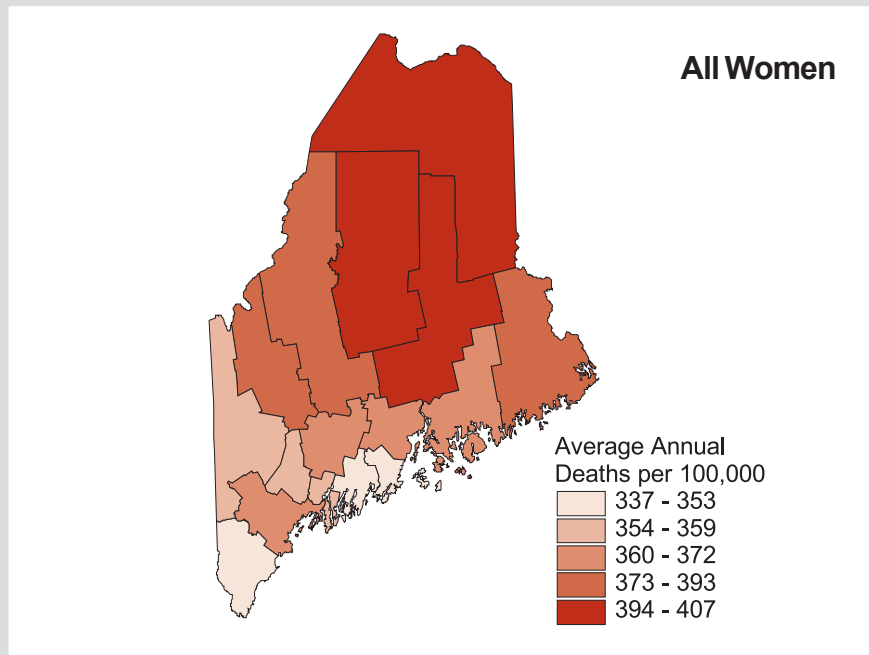 All Women
Average Annual
Deaths per 100,000
337 - 353
354 - 359
360 - 372
373 - 393
394 - 407